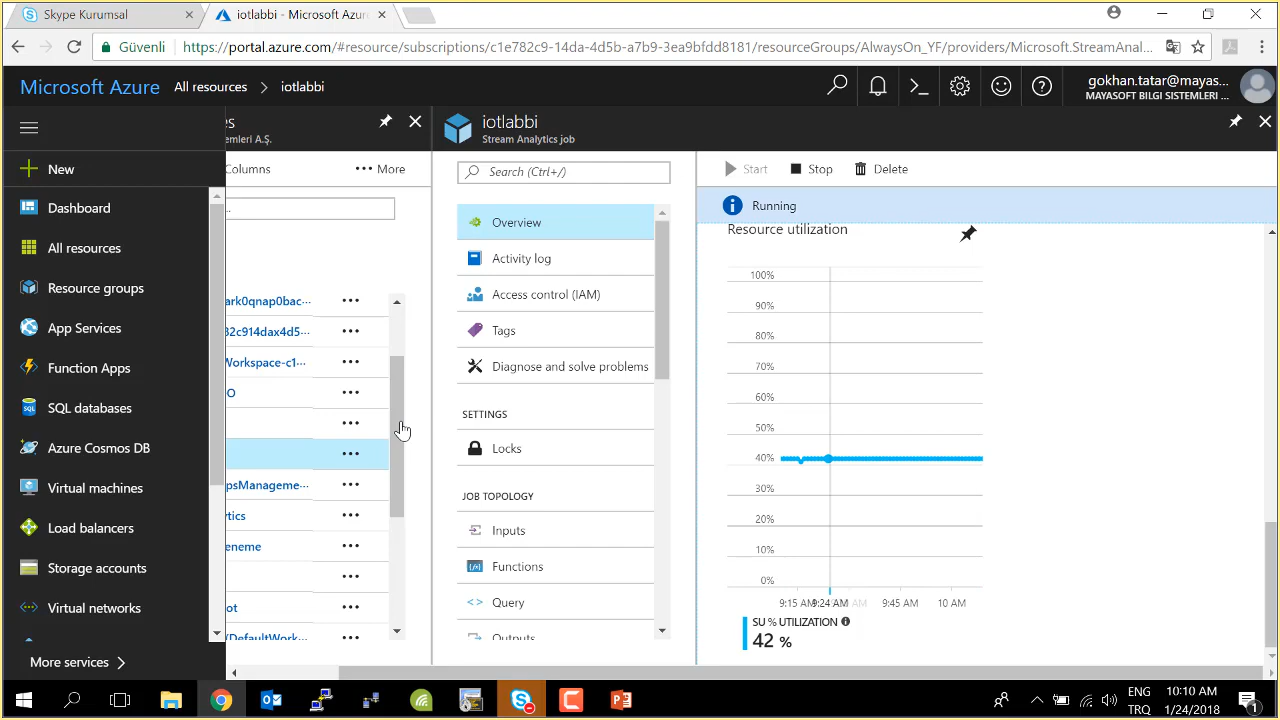 Skype Kurumsal
iotlabbi - Microsoft Azur
Güvenli
https://portal.azure.com/#resource/subscriptions/c1e782c9-14da-4d5b-a7b9-3ea9bfdd8181/resourceGroups/AlwaysOn_YF/providers/Microsoft.StreamAnal...
Microsoft Azure
All resources
iotlabbi
gokhan.tatar@mayas...
MAYASOFT BILGI SISTEMLERI ...
New
Dashboard
All resources
Resource groups
App Services
Function Apps
SQL databases
Azure Cosmos DB
Virtual machines
Load balancers
Storage accounts
Virtual networks
More services
es
emleri A.Ş.
Columns
More
...
ark0qnap0bac...
32c914dax4d5...
Workspace-c1...
O
psManageme...
tics
eneme
ot
(DefaultWork...
iotlabbi
Stream Analytics job
Search (Ctrl+/)
Overview
Activity log
Access control (IAM)
Tags
Diagnose and solve problems
SETTINGS
Locks
JOB TOPOLOGY
Inputs
Functions
Query
Outputs
Start
Stop
Delete
Running
Resource utilization
100%
90%
80%
70%
60%
50%
40%
30%
20%
10%
0%
9:15 AM
9:24 AM
9:45 AM
10 AM
SU % UTILIZATION
42 %
ENG
TRQ
10:10 AM
1/24/2018
1